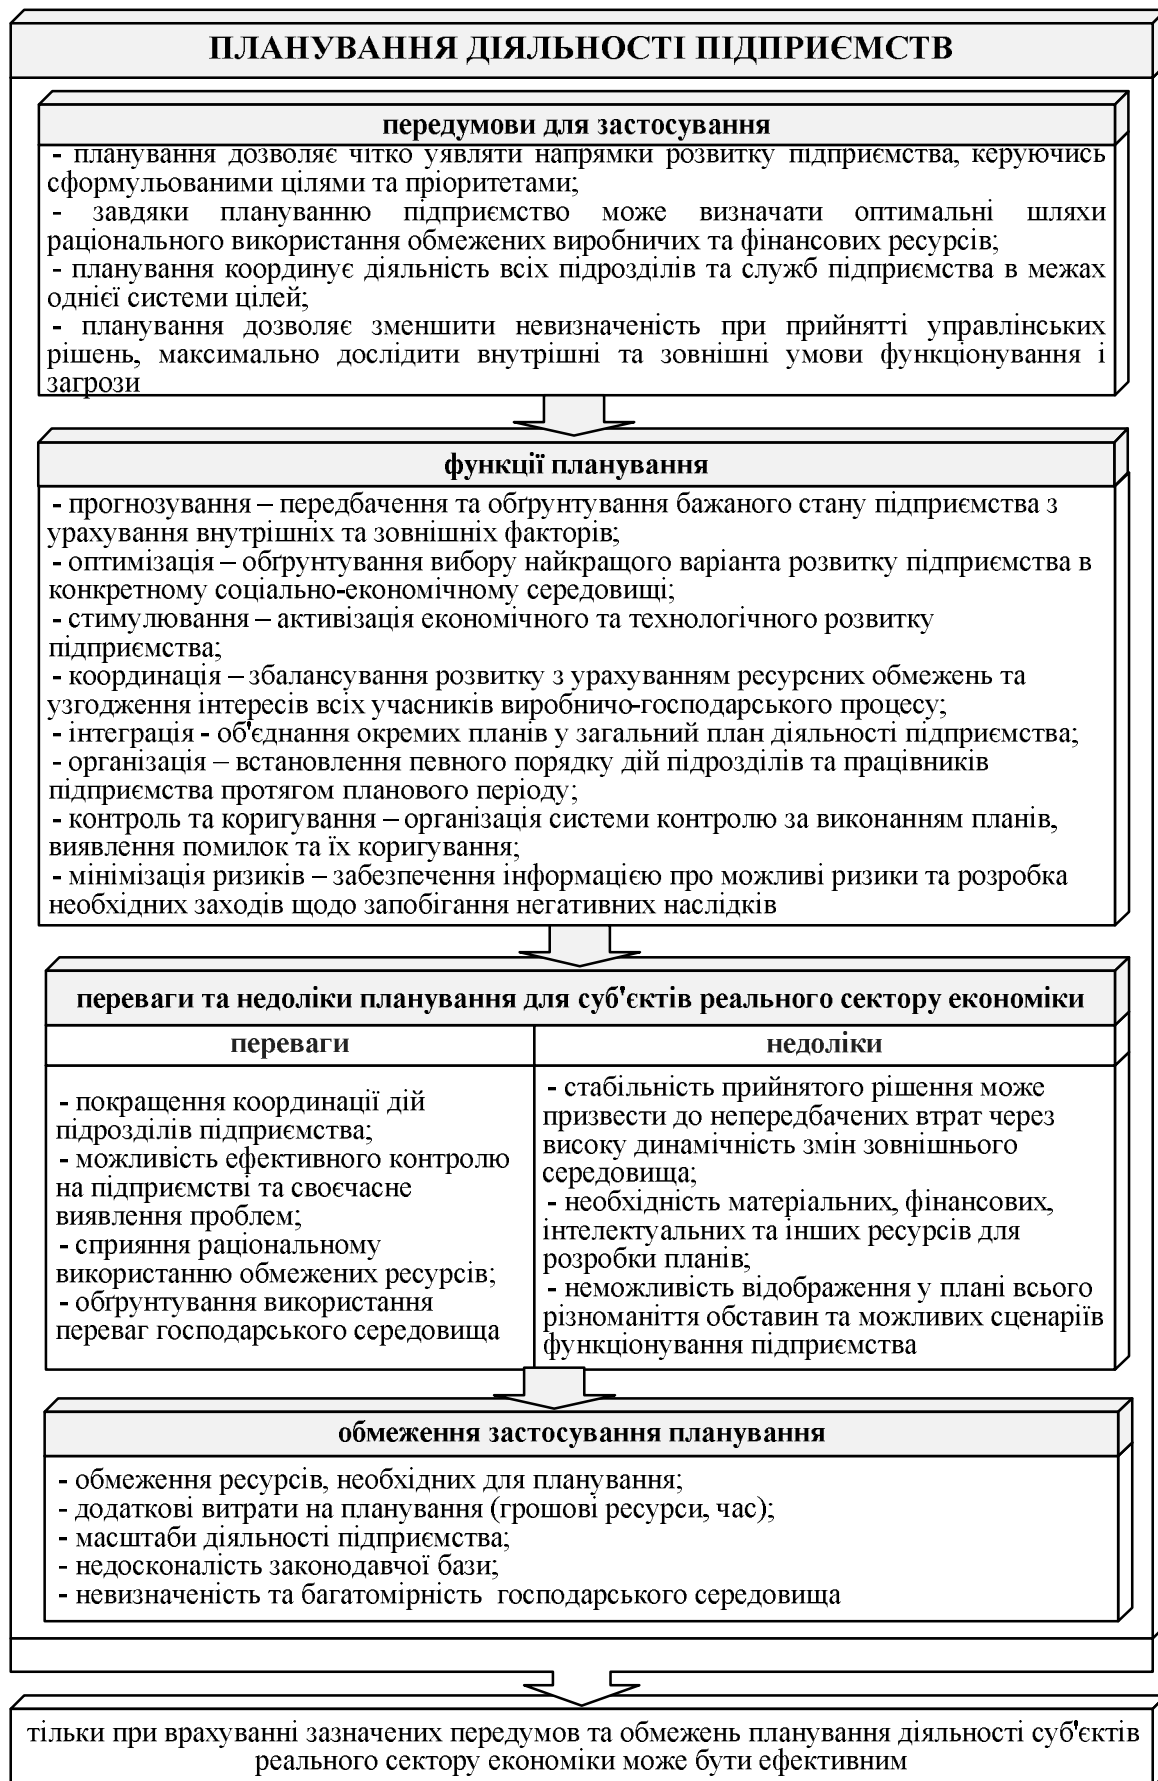 ПЛАНУВАННЯ ДІЯЛЬНОСТІ ПІДПРИЄМСТВ
передумови для застосування
- планування дозволяє чітко уявляти напрямки розвитку підприємства, керуючись
сформульованими цілями та пріоритетами;
- завдяки плануванню підприємство може визначати оптимальні шляхи
раціонального використання обмежених виробничих та фінансових ресурсів;
- планування координує діяльність всіх підрозділів та служб підприємства в межах
однієї системи цілей;
- планування дозволяє зменшити невизначеність при прийнятті управлінських
рішень, максимально дослідити внутрішні та зовнішні умови функціонування і
загрози
функції планування
- прогнозування – передбачення та обґрунтування бажаного стану підприємства з
урахування внутрішніх та зовнішніх факторів;
- оптимізація – обґрунтування вибору найкращого варіанта розвитку підприємства в
конкретному соціально-економічному середовищі;
- стимулювання – активізація економічного та технологічного розвитку
підприємства;
- координація – збалансування розвитку з урахуванням ресурсних обмежень та
узгодження інтересів всіх учасників виробничо-господарського процесу;
- інтеграція - об'єднання окремих планів у загальний план діяльності підприємства;
- організація – встановлення певного порядку дій підрозділів та працівників
підприємства протягом планового періоду;
- контроль та коригування – організація системи контролю за виконанням планів,
виявлення помилок та їх коригування;
- мінімізація ризиків – забезпечення інформацією про можливі ризики та розробка
необхідних заходів щодо запобігання негативних наслідків
переваги та недоліки планування для суб'єктів реального сектору економіки
переваги
- покращення координації дій
підрозділів підприємства;
- можливість ефективного контролю
на підприємстві та своєчасне
виявлення проблем;
- сприяння раціональному
використанню обмежених ресурсів;
- обґрунтування використання
переваг господарського середовища
недоліки
- стабільність прийнятого рішення може
призвести до непередбачених втрат через
високу динамічність змін зовнішнього
середовища;
- необхідність матеріальних, фінансових,
інтелектуальних та інших ресурсів для
розробки планів;
- неможливість відображення у плані всього
різноманіття обставин та можливих сценаріїв
функціонування підприємства
обмеження застосування планування
- обмеження ресурсів, необхідних для планування;
- додаткові витрати на планування (грошові ресурси, час);
- масштаби діяльності підприємства;
- недосконалість законодавчої бази;
- невизначеність та багатомірність господарського середовища
тільки при врахуванні зазначених передумов та обмежень планування діяльності суб'єктів
реального сектору економіки може бути ефективним